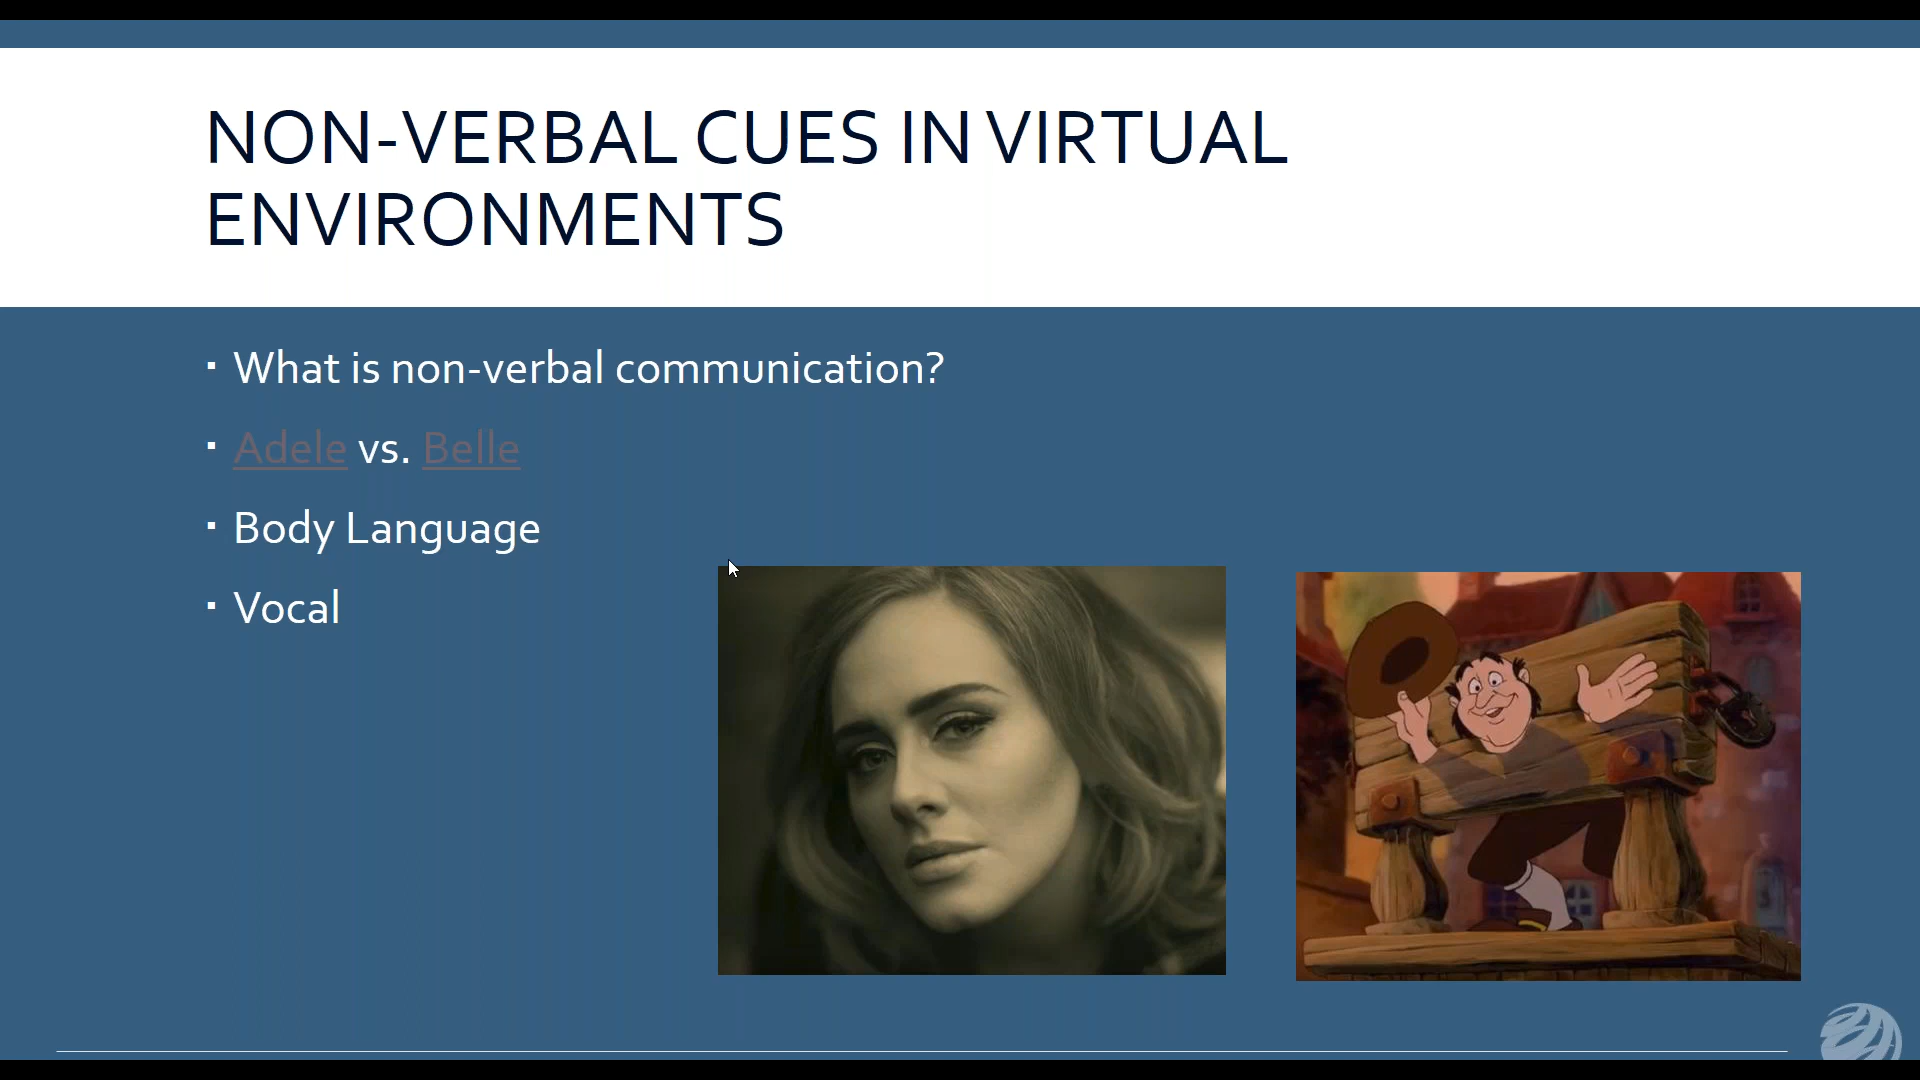 NON-VERBAL CUES IN VIRTUAL
ENVIRONMENTS
▪ What is non-verbal communication?
▪ Adele vs. Belle
▪ Body Language
▪ Vocal